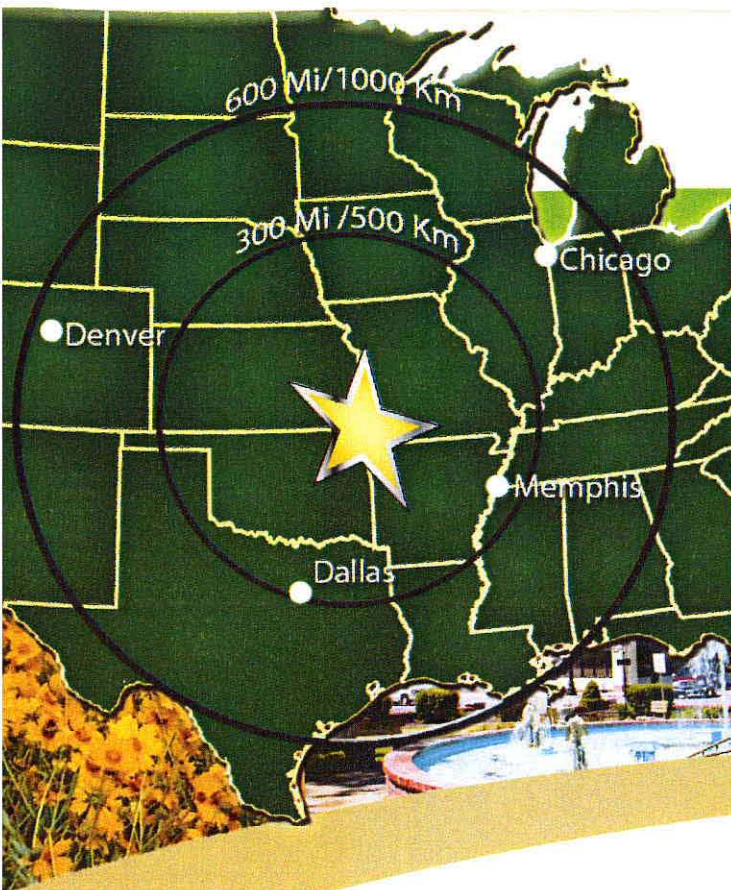 600 Mi/1000 Km
300 Mi /500 Km
Chicago
Denver
Memphis
Dallas